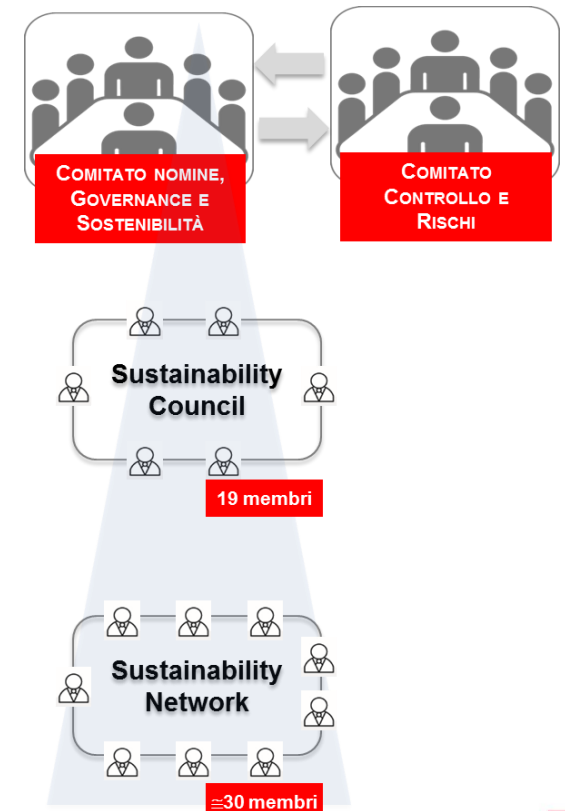 COMITATO NOMINE,
GOVERNANCE E
SOSTENIBILITÀ
COMITATO
CONTROLLO E
RISCHI
Sustainability
Council
19 membri
Sustainability
Network
≅30 membri